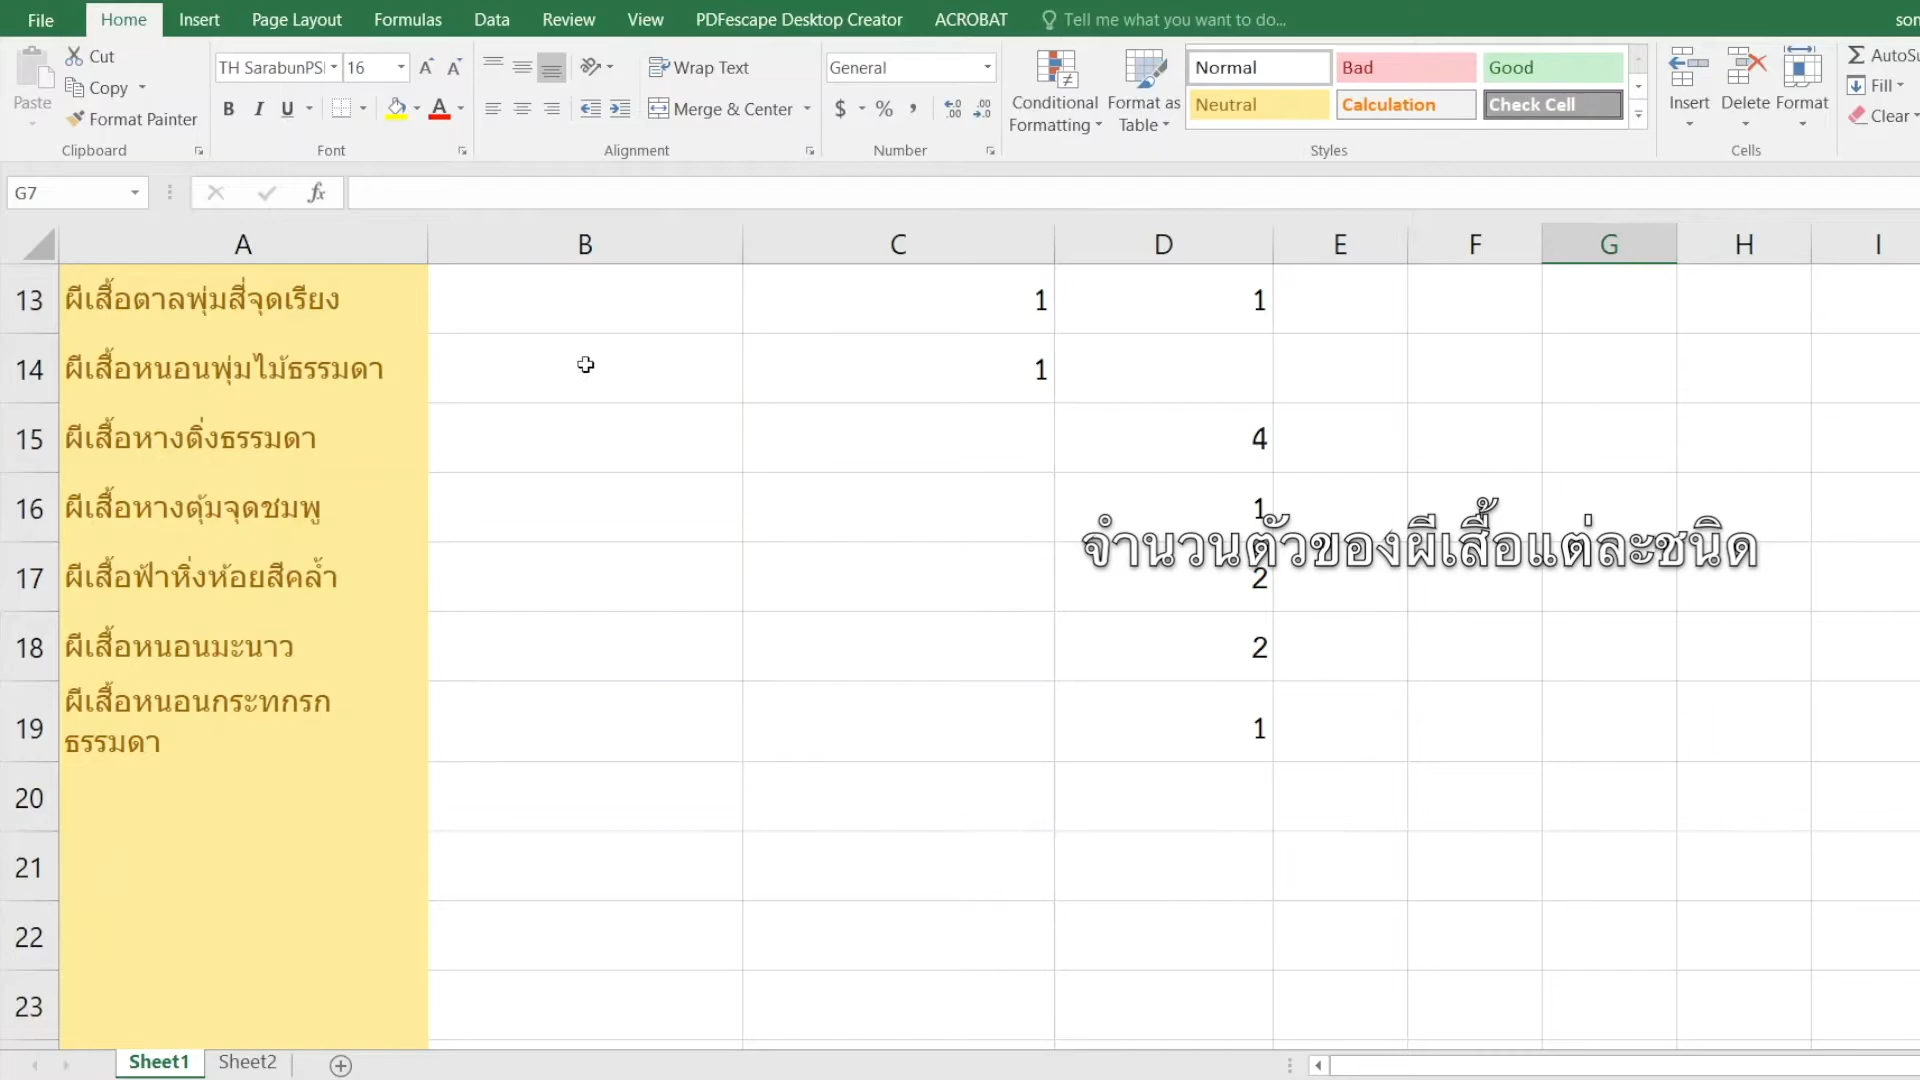 File Home Insert Page Layout Formulas Data Review View PDFescape Desktop Creator ACROBAT Tell me what you want to do...
Cut
Copy
Format Painter
Paste
Clipboard
TH SarabunPS 16
B I U A
Font
Wrap Text
Merge & Center
Alignment
General
$ %
Number
Conditional Formatting
Format as Table
Normal Bad Good
Neutral Calculation Check Cell
Styles
Insert Delete Format
Cells
Fill
Clear
G7 fx
A B C D E F G H I
13 ผีเสื้อตาลพุ่มสี่จุดเรียง 1 1
14 ผีเสื้อหนอนพุ่มไม้ธรรมดา 1
15 ผีเสื้อหางติ่งธรรมดา 4
16 ผีเสื้อหางตุ้มจุดชมพู 1
จำนวนตัวของผีเสื้อแต่ละชนิด
17 ผีเสื้อฟ้าหิ่งห้อยสีคล้ำ 2
18 ผีเสื้อหนอนมะนาว 2
19 ผีเสื้อหนอนกระทกรก
ธรรมดา 1
20
21
22
23
Sheet1 Sheet2